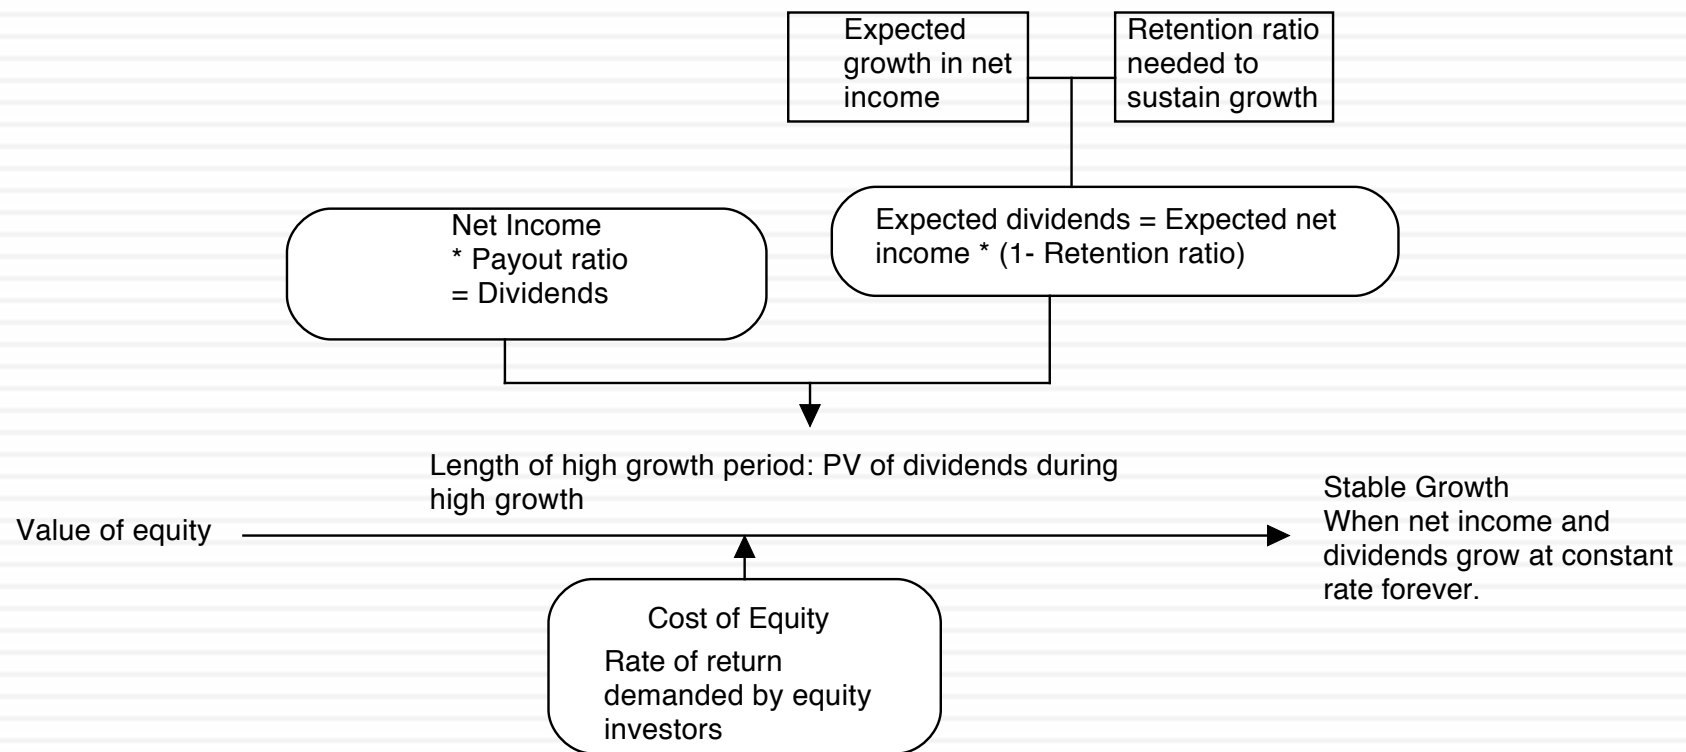 Expected
growth in net
income
Retention ratio
needed to
sustain growth
Net Income
* Payout ratio
= Dividends
Expected dividends = Expected net
income * (1- Retention ratio)
Length of high growth period: PV of dividends during
high growth
Value of equity
Stable Growth
When net income and
dividends grow at constant
rate forever.
Cost of Equity
Rate of return
demanded by equity
investors